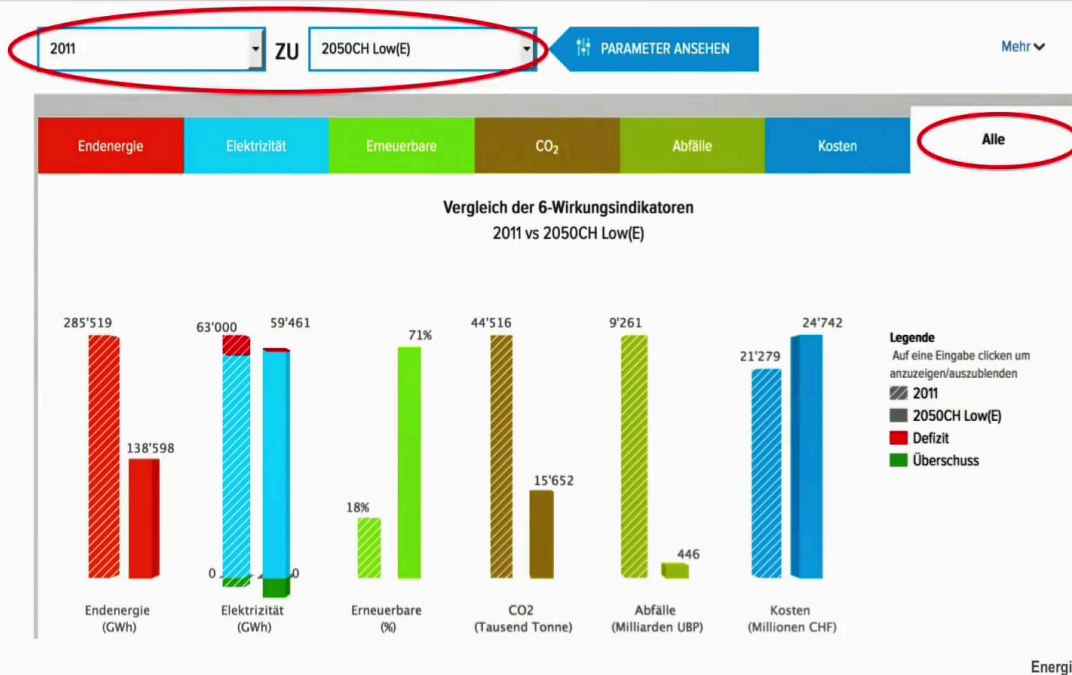 2011 ZU 2050CH Low(E) PARAMETER ANSEHEN Mehr
Endenergie Elektrizität Erneuerbare CO2 Abfälle Kosten Alle
Vergleich der 6-Wirkungsindikatoren
2011 vs 2050CH Low(E)
285'519 63'000 59'461 71% 44'516 9'261 24'742
21'279
138'598
18% 15'652
446
0 0
Endenergie
(GWh)
Elektrizität
(GWh)
Erneuerbare
(%)
CO2
(Tausend Tonne)
Abfälle
(Milliarden UBP)
Kosten
(Millionen CHF)
Legende
Auf eine Eingabe clicken um
anzuzeigen/auszublenden
2011
2050CH Low(E)
Defizit
Überschuss
Energi